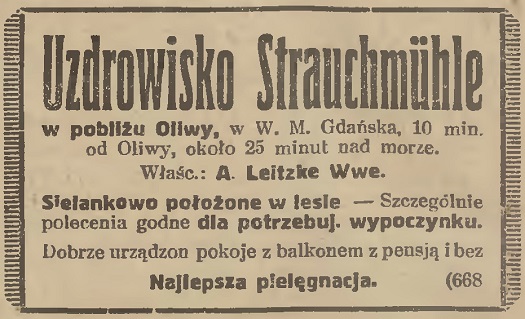 Uzdrowisko Strauchmühle
w pobliżu Oliwy, w W. M. Gdańska, 10 min.
od Oliwy, około 25 minut nad morze.
Właśc.: A. Leitzke Wwe.
Sielankowo położone w lesie — Szczególnie
polecenia godne dla potrzebuj. wypoczynku.
Dobrze urządzon pokoje z balkonem z pensją i bez
Najlepsza pielęgnacja. (668